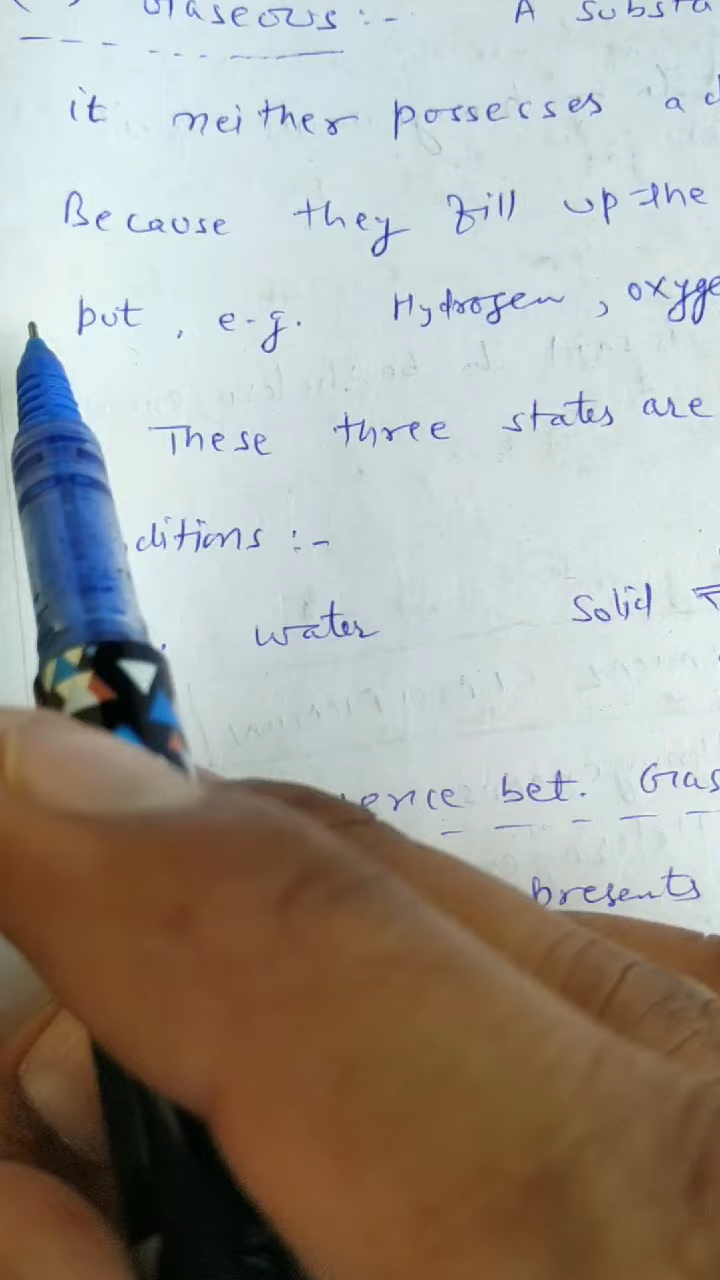 Gaseous :- A Subst
it neither possesses a d
Because they fill up the
put , e.g. Hydrogen , oxyge
These three states are
ditions :-
water Solid
ence bet. Gas
presents